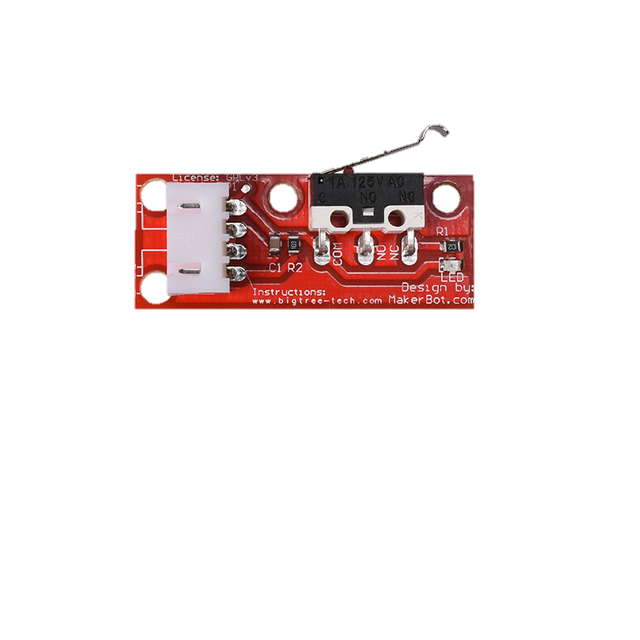 License: GPLv3
1A 125V AC
C NO NC
COM
NO
NC
R1
C1 R2
LED
Instructions:
www.bigtree-tech.com
Design by:
MakerBot.com